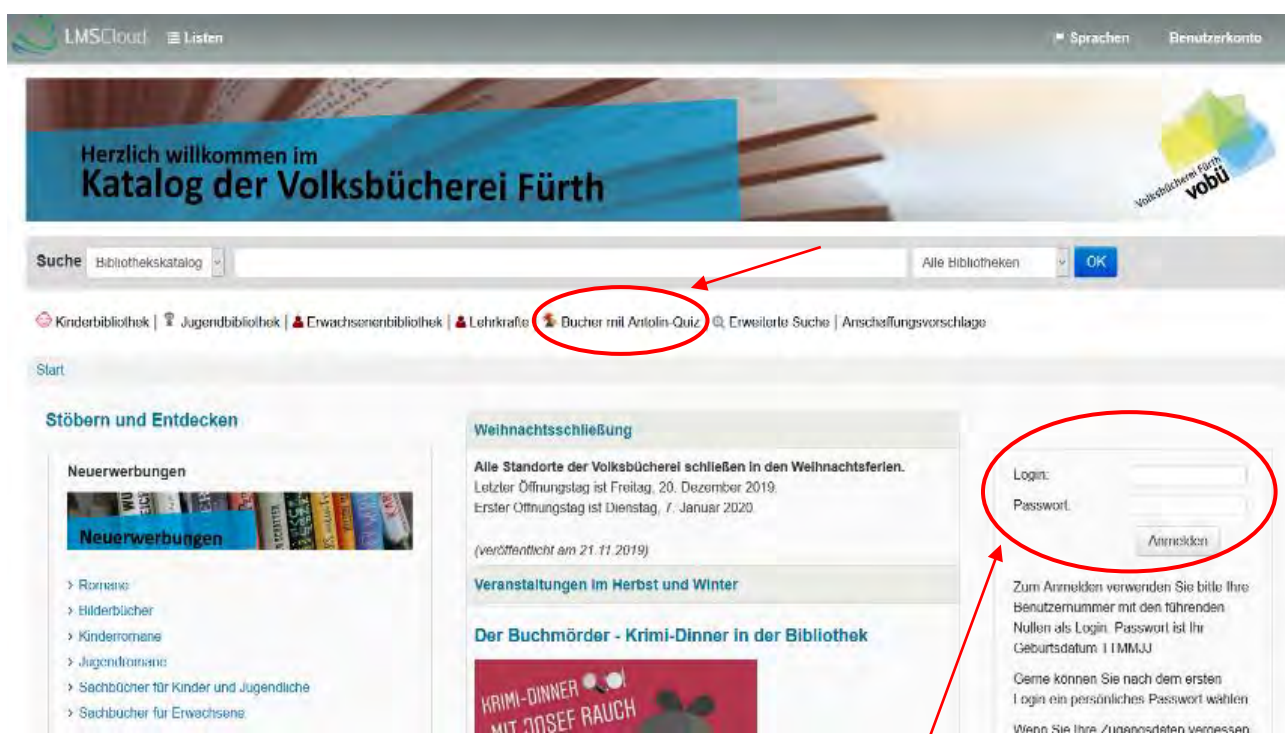 LMSCloud Listen Sprachen Benutzerkonto
Herzlich willkommen im
Katalog der Volksbücherei Fürth
Volksbücherei Fürth
vobü
Suche Bibliothekskatalog Alle Bibliotheken OK
Kinderbibliothek | Jugendbibliothek | Erwachsenenbibliothek | Lehrkräfte Bücher mit Antolin-Quiz Erweiterte Suche | Anschaffungsvorschläge
Start
Stöbern und Entdecken
Neuerwerbungen
Neuerwerbungen
> Romane
> Bilderbücher
> Kinderromane
> Jugendromane
> Sachbücher für Kinder und Jugendliche
> Sachbücher für Erwachsene
Weihnachtsschließung
Alle Standorte der Volksbücherei schließen in den Weihnachtsferien.
Letzter Öffnungstag ist Freitag, 20. Dezember 2019.
Erster Öffnungstag ist Dienstag, 7. Januar 2020.
(veröffentlicht am 21.11.2019)
Veranstaltungen im Herbst und Winter
Der Buchmörder - Krimi-Dinner in der Bibliothek
KRIMI-DINNER
MIT JOSEF RAUCH
Login:
Passwort:
Anmelden
Zum Anmelden verwenden Sie bitte Ihre
Benutzernummer mit den führenden
Nullen als Login. Passwort ist Ihr
Geburtsdatum TTMMJJ
Gerne können Sie nach dem ersten
Login ein persönliches Passwort wählen
Wenn Sie Ihre Zugangsdaten vergessen